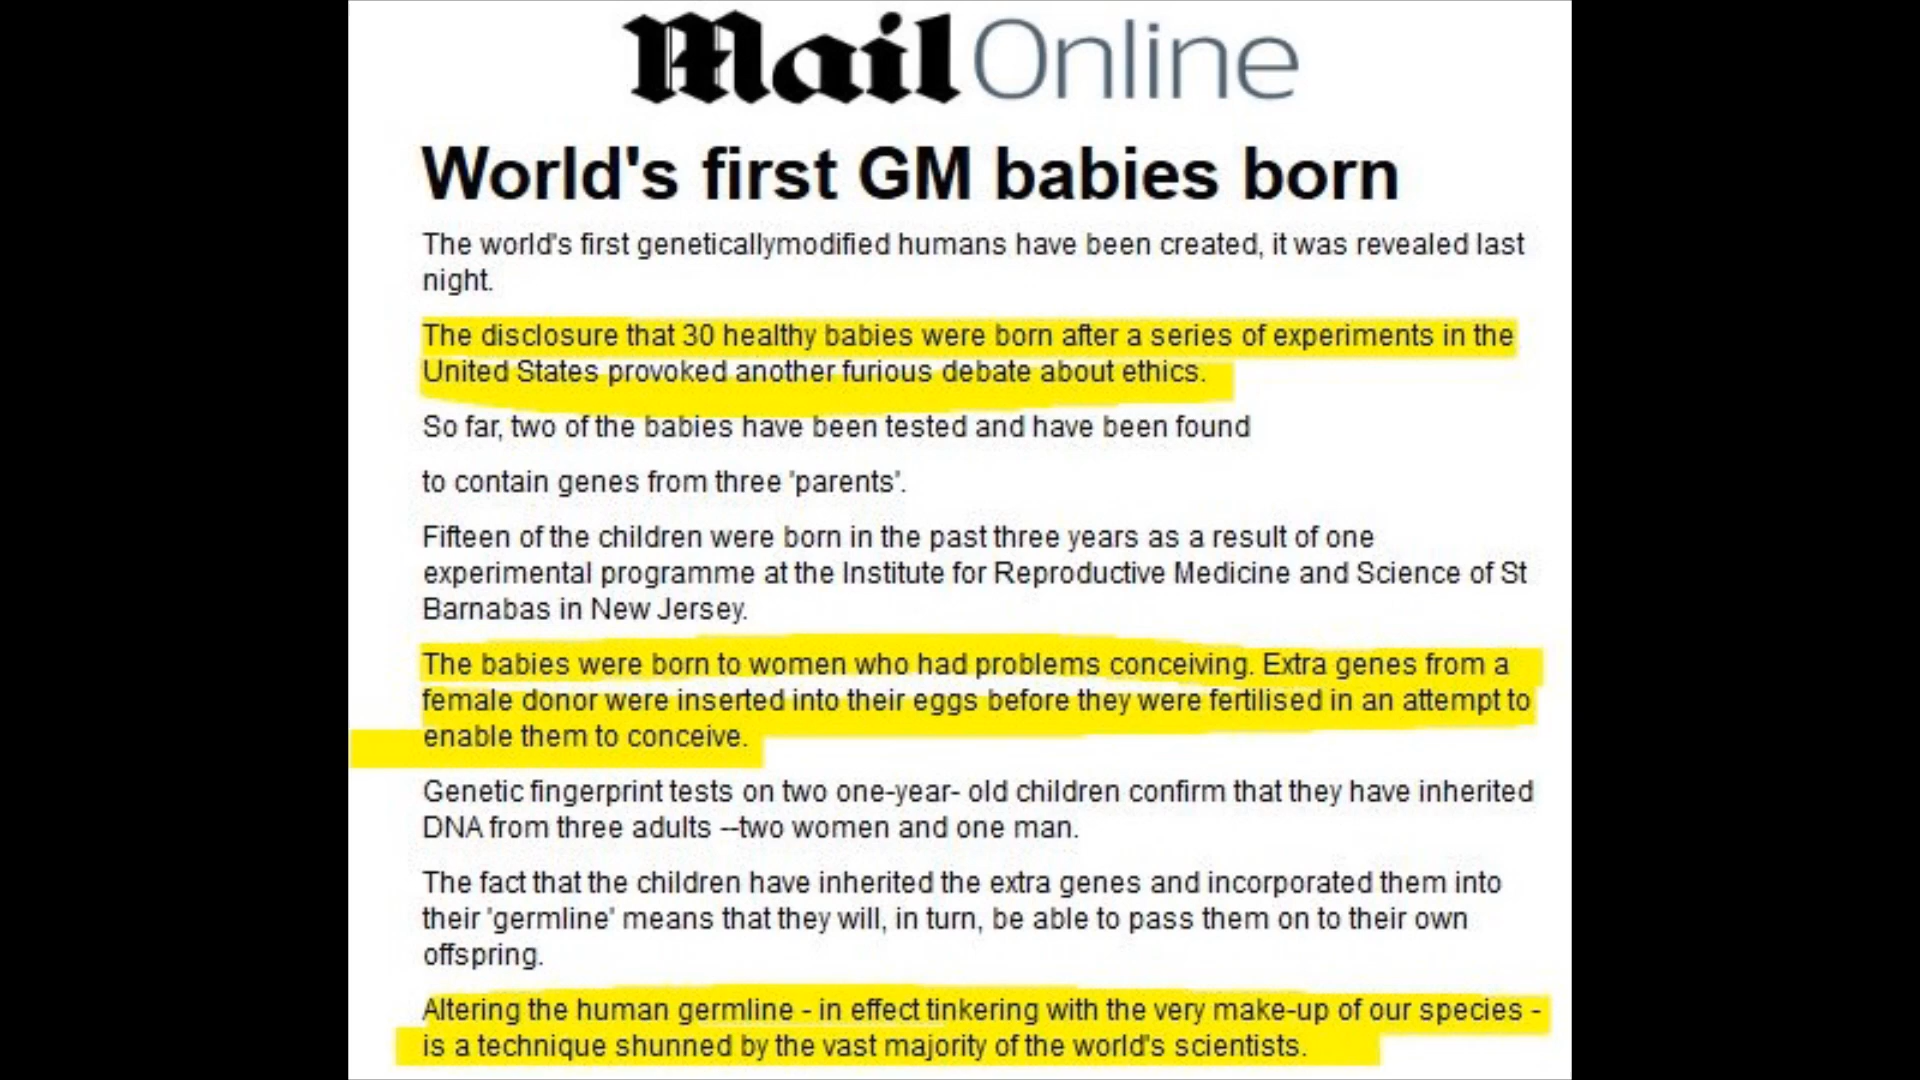 Mail Online
World's first GM babies born
The world's first geneticallymodified humans have been created, it was revealed last
night.
The disclosure that 30 healthy babies were born after a series of experiments in the
United States provoked another furious debate about ethics.
So far, two of the babies have been tested and have been found
to contain genes from three 'parents'.
Fifteen of the children were born in the past three years as a result of one
experimental programme at the Institute for Reproductive Medicine and Science of St
Barnabas in New Jersey.
The babies were born to women who had problems conceiving. Extra genes from a
female donor were inserted into their eggs before they were fertilised in an attempt to
enable them to conceive.
Genetic fingerprint tests on two one-year- old children confirm that they have inherited
DNA from three adults --two women and one man.
The fact that the children have inherited the extra genes and incorporated them into
their 'germline' means that they will, in turn, be able to pass them on to their own
offspring.
Altering the human germline - in effect tinkering with the very make-up of our species -
is a technique shunned by the vast majority of the world's scientists.